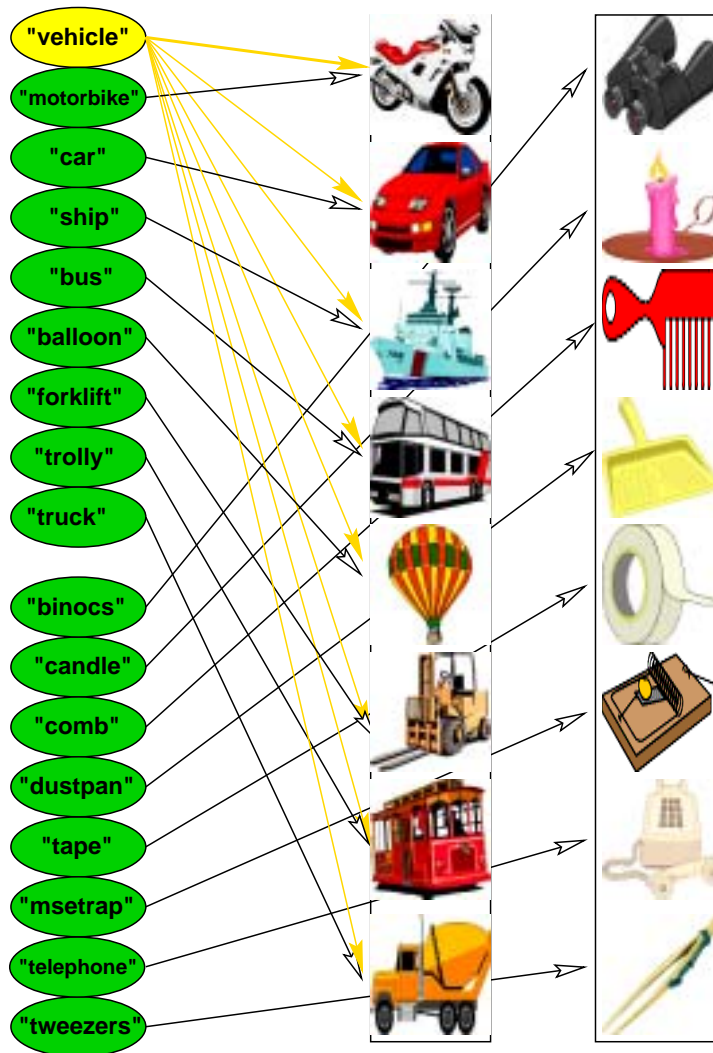 "vehicle"
"motorbike"
"car"
"ship"
"bus"
"balloon"
"forklift"
"trolly"
"truck"
"binocs"
"candle"
"comb"
"dustpan"
"tape"
"msetrap"
"telephone"
"tweezers"